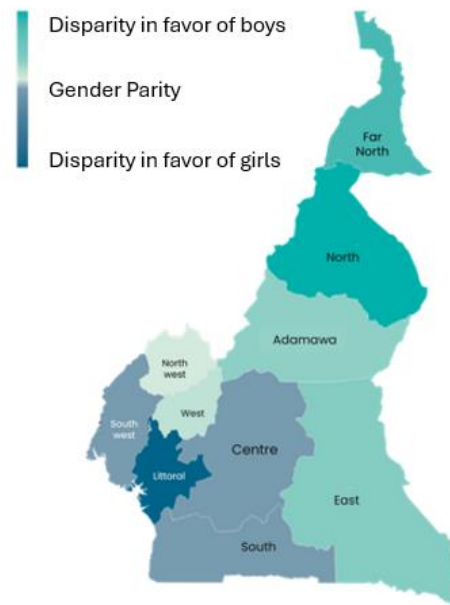 Disparity in favor of boys
Gender Parity
Disparity in favor of girls
Far
North
North
Adamawa
North
west
West
South
west
Littoral
Centre
East
South